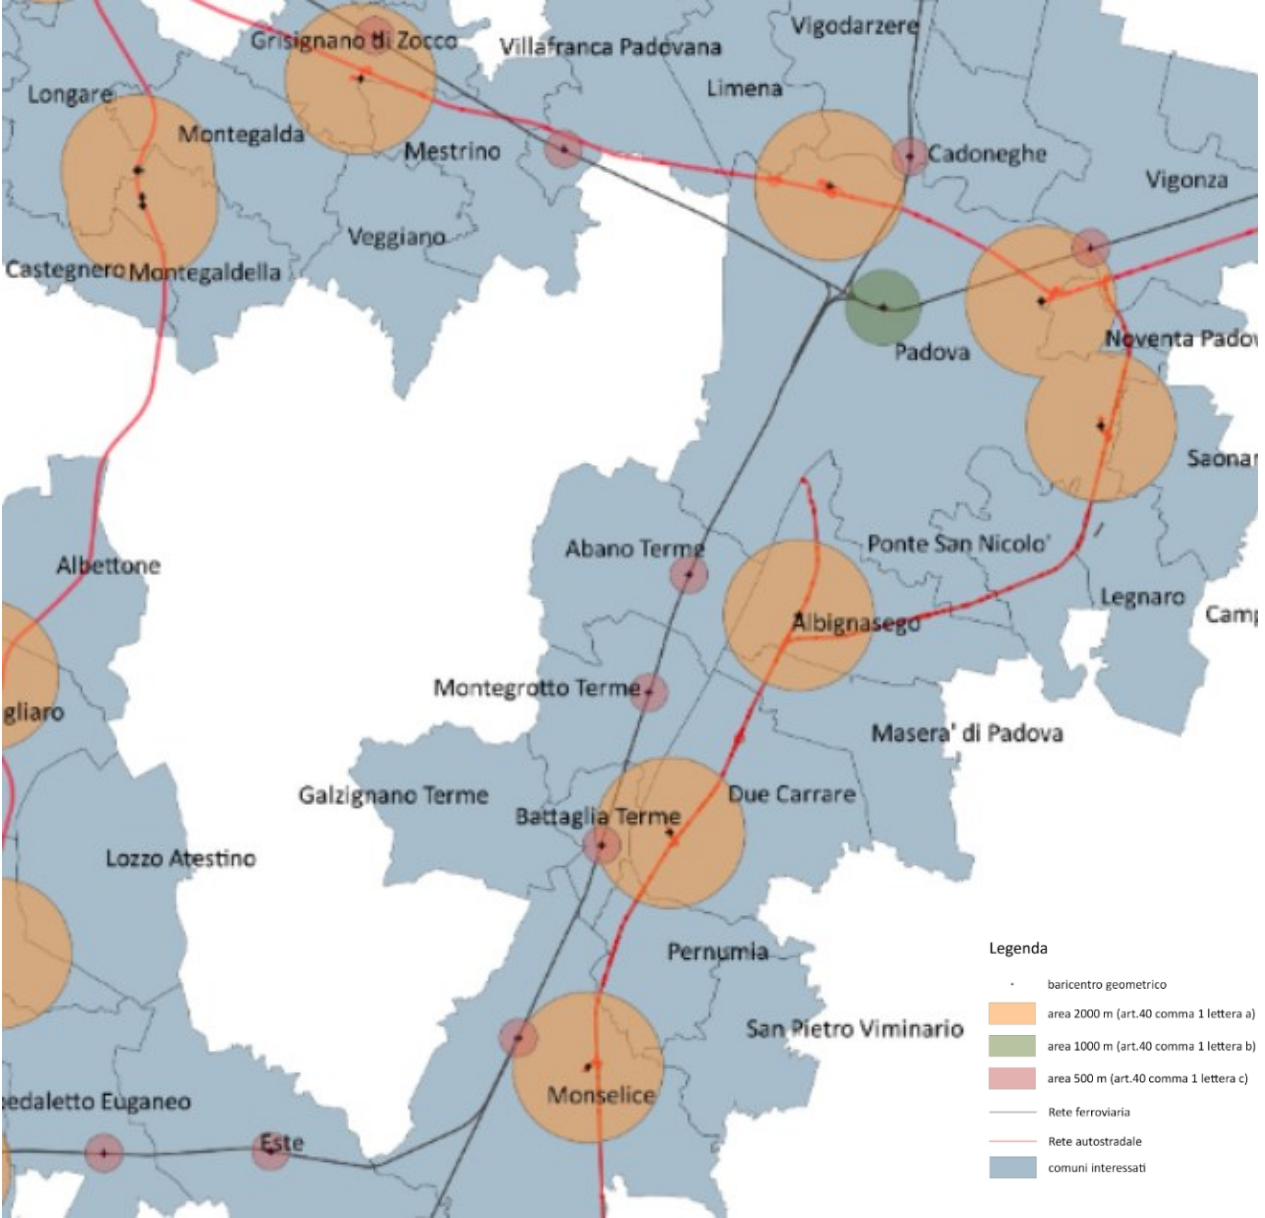 Vigodarzere
Grisignano di Zocco
Villafranca Padovana
Limena
Longare
Montegalda
Mestrino
Cadoneghe
Vigonza
Veggiano
Castegnero
Montegaldella
Noventa Padov
Padova
Saonar
Abano Terme
Ponte San Nicolo'
Albettone
Legnaro
Camp
Albignasego
Montegrotto Terme
gliaro
Masera' di Padova
Galzignano Terme
Due Carrare
Battaglia Terme
Lozzo Atestino
Pernumia
San Pietro Viminario
Monselice
pedaletto Euganeo
Este
Legenda
baricentro geometrico
area 2000 m (art.40 comma 1 lettera a)
area 1000 m (art.40 comma 1 lettera b)
area 500 m (art.40 comma 1 lettera c)
Rete ferroviaria
Rete autostradale
comuni interessati